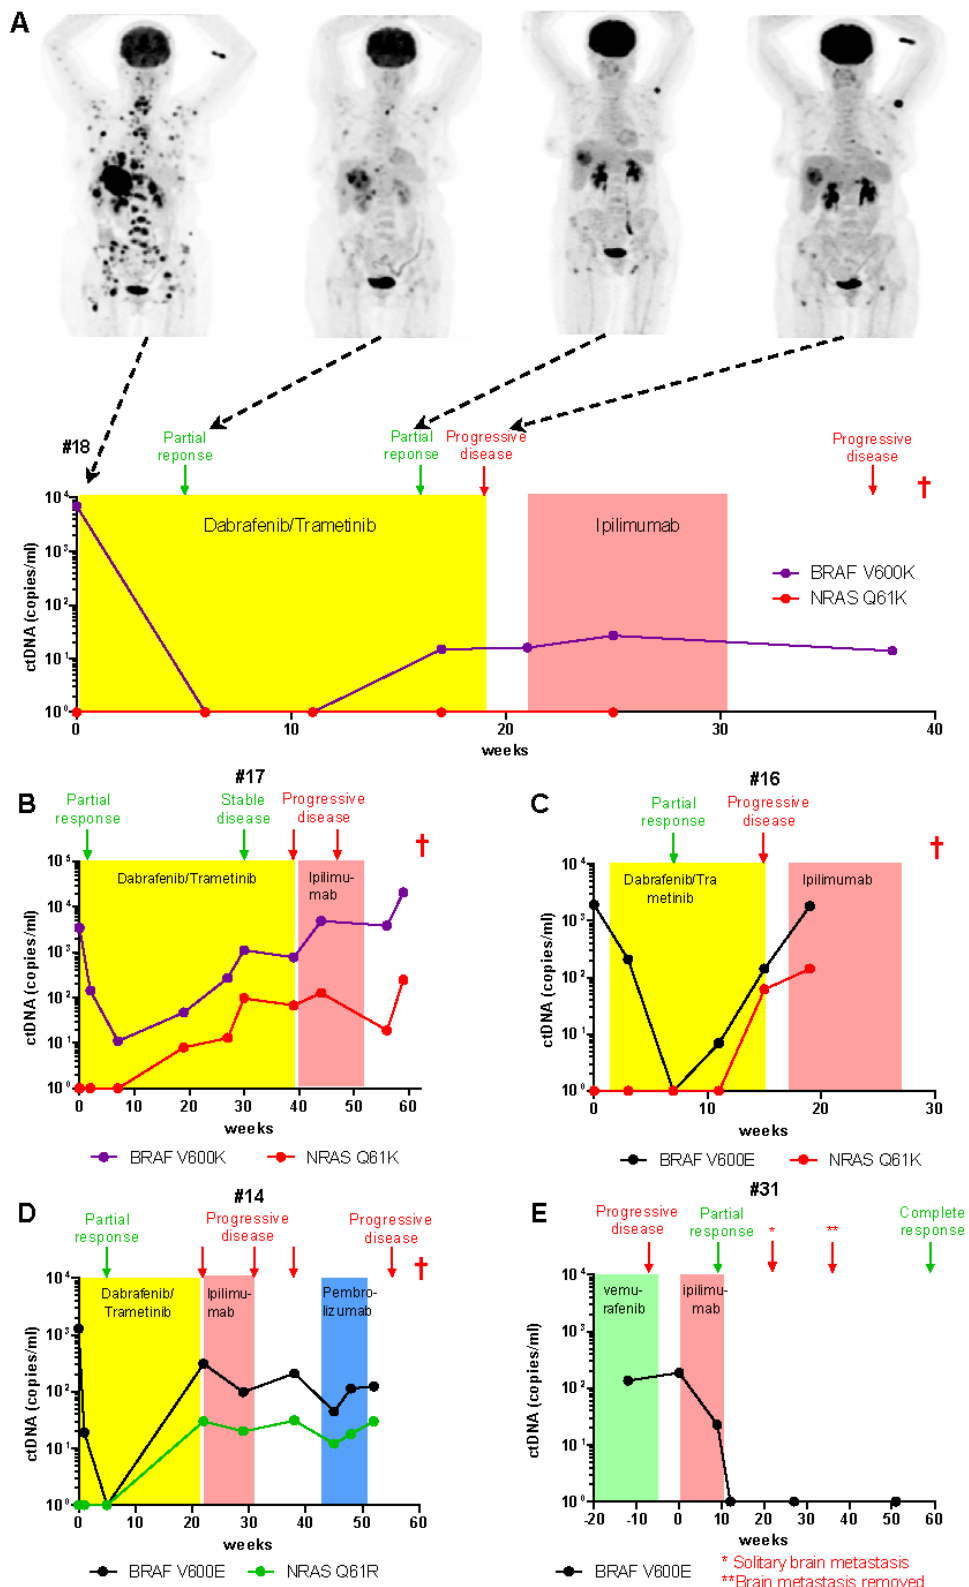 A
#18
Partial
reponse
Partial
reponse
Progressive
disease
Progressive
disease
†
Dabrafenib/Trametinib
Ipilimumab
BRAF V600K
NRAS Q61K
ctDNA (copies/ml)
10⁴
10³
10²
10¹
10⁰
0 10 20 30 40
weeks
B
#17
Partial
response
Stable
disease
Progressive
disease
†
Dabrafenib/Trametinib
Ipilimu-
mab
ctDNA (copies/ml)
10⁵
10⁴
10³
10²
10¹
10⁰
0 10 20 30 40 50 60
weeks
BRAF V600K NRAS Q61K
C
#16
Partial
response
Progressive
disease
†
Dabrafenib/Tra
metinib
Ipilimumab
ctDNA (copies/ml)
10⁴
10³
10²
10¹
10⁰
0 10 20 30
weeks
BRAF V600E NRAS Q61K
D
#14
Partial
response
Progressive
disease
Progressive
disease
†
Dabrafenib/
Trametinib
Ipilimu-
mab
Pembro-
lizumab
ctDNA (copies/ml)
10⁴
10³
10²
10¹
10⁰
0 10 20 30 40 50 60
weeks
BRAF V600E NRAS Q61R
E
#31
Progressive
disease
Partial
response
*
**
Complete
response
vemu-
rafenib
ipilimu-
mab
ctDNA (copies/ml)
10⁴
10³
10²
10¹
10⁰
-20 -10 0 10 20 30 40 50 60
weeks
BRAF V600E
* Solitary brain metastasis
**Brain metastasis removed